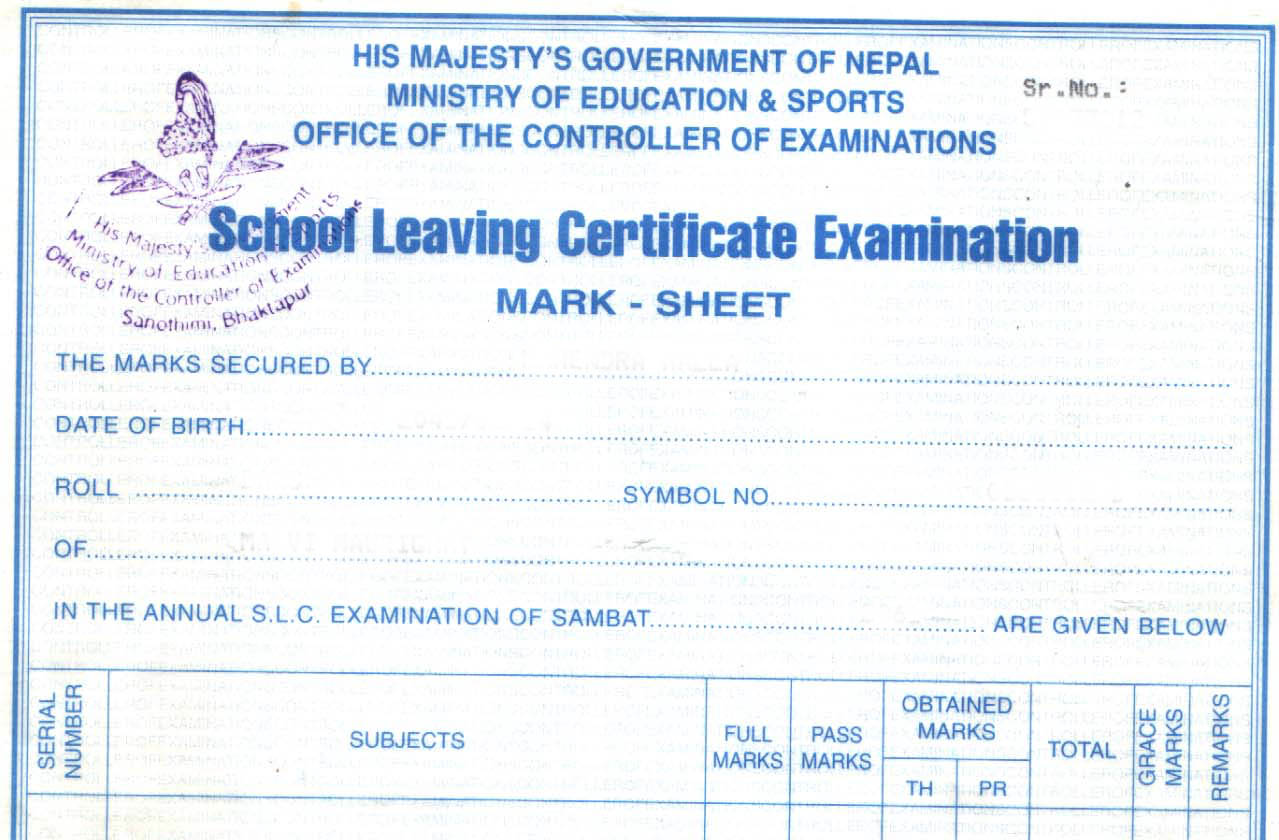 HIS MAJESTY'S GOVERNMENT OF NEPAL
Sr.No.:
MINISTRY OF EDUCATION & SPORTS
OFFICE OF THE CONTROLLER OF EXAMINATIONS
School Leaving Certificate Examination
His Majesty's
Ministry of Education
Office of the Controller of Examinations
Sanothimi, Bhaktapur
MARK - SHEET
THE MARKS SECURED BY
DATE OF BIRTH
ROLL SYMBOL NO.
OF
IN THE ANNUAL S.L.C. EXAMINATION OF SAMBAT ARE GIVEN BELOW
SERIAL NUMBER
SUBJECTS
FULL MARKS
PASS MARKS
OBTAINED MARKS
TH
PR
TOTAL
GRACE MARKS
REMARKS